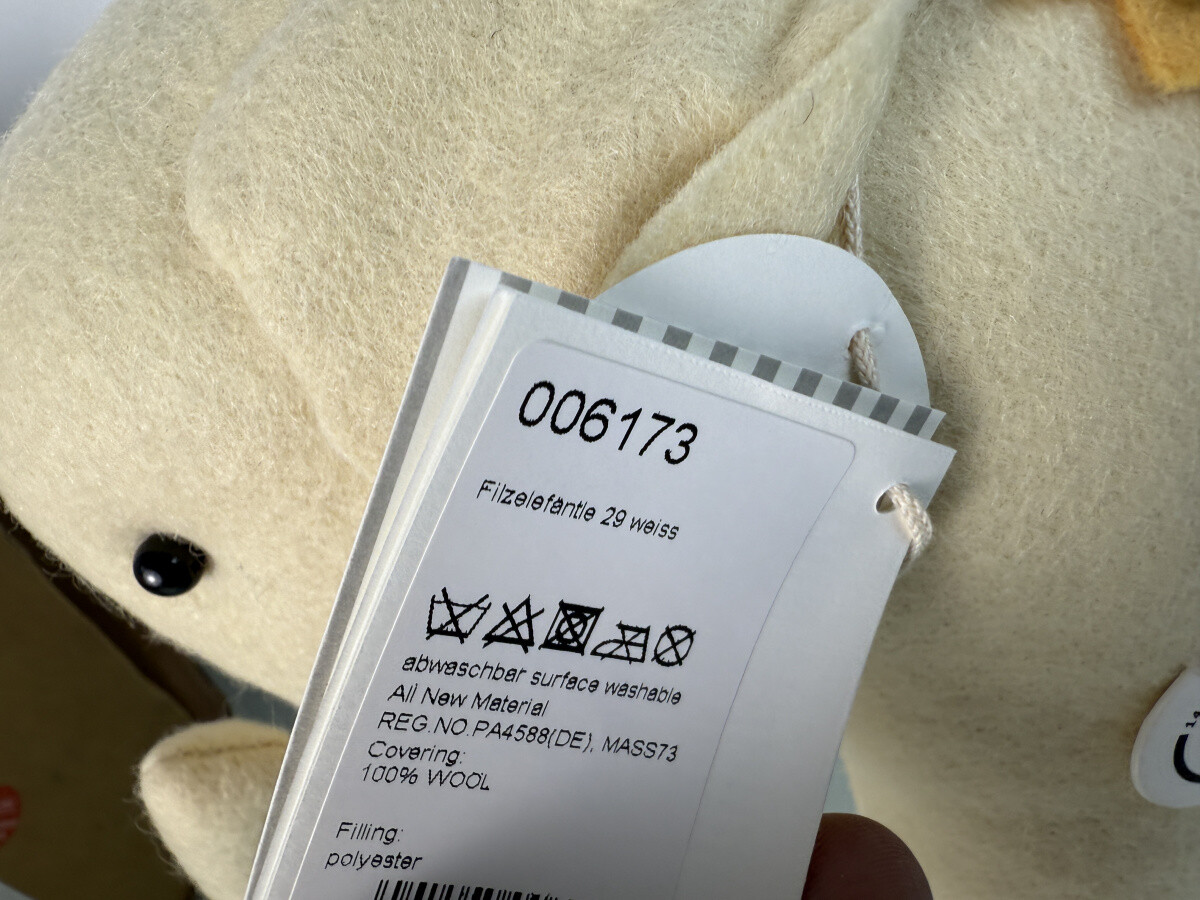 006173
Filzelefäntle 29 weiss
abwaschbar surface washable
All New Material
REG.NO.PA4588(DE), MASS73
Covering:
100% WOOL
Filling:
polyester